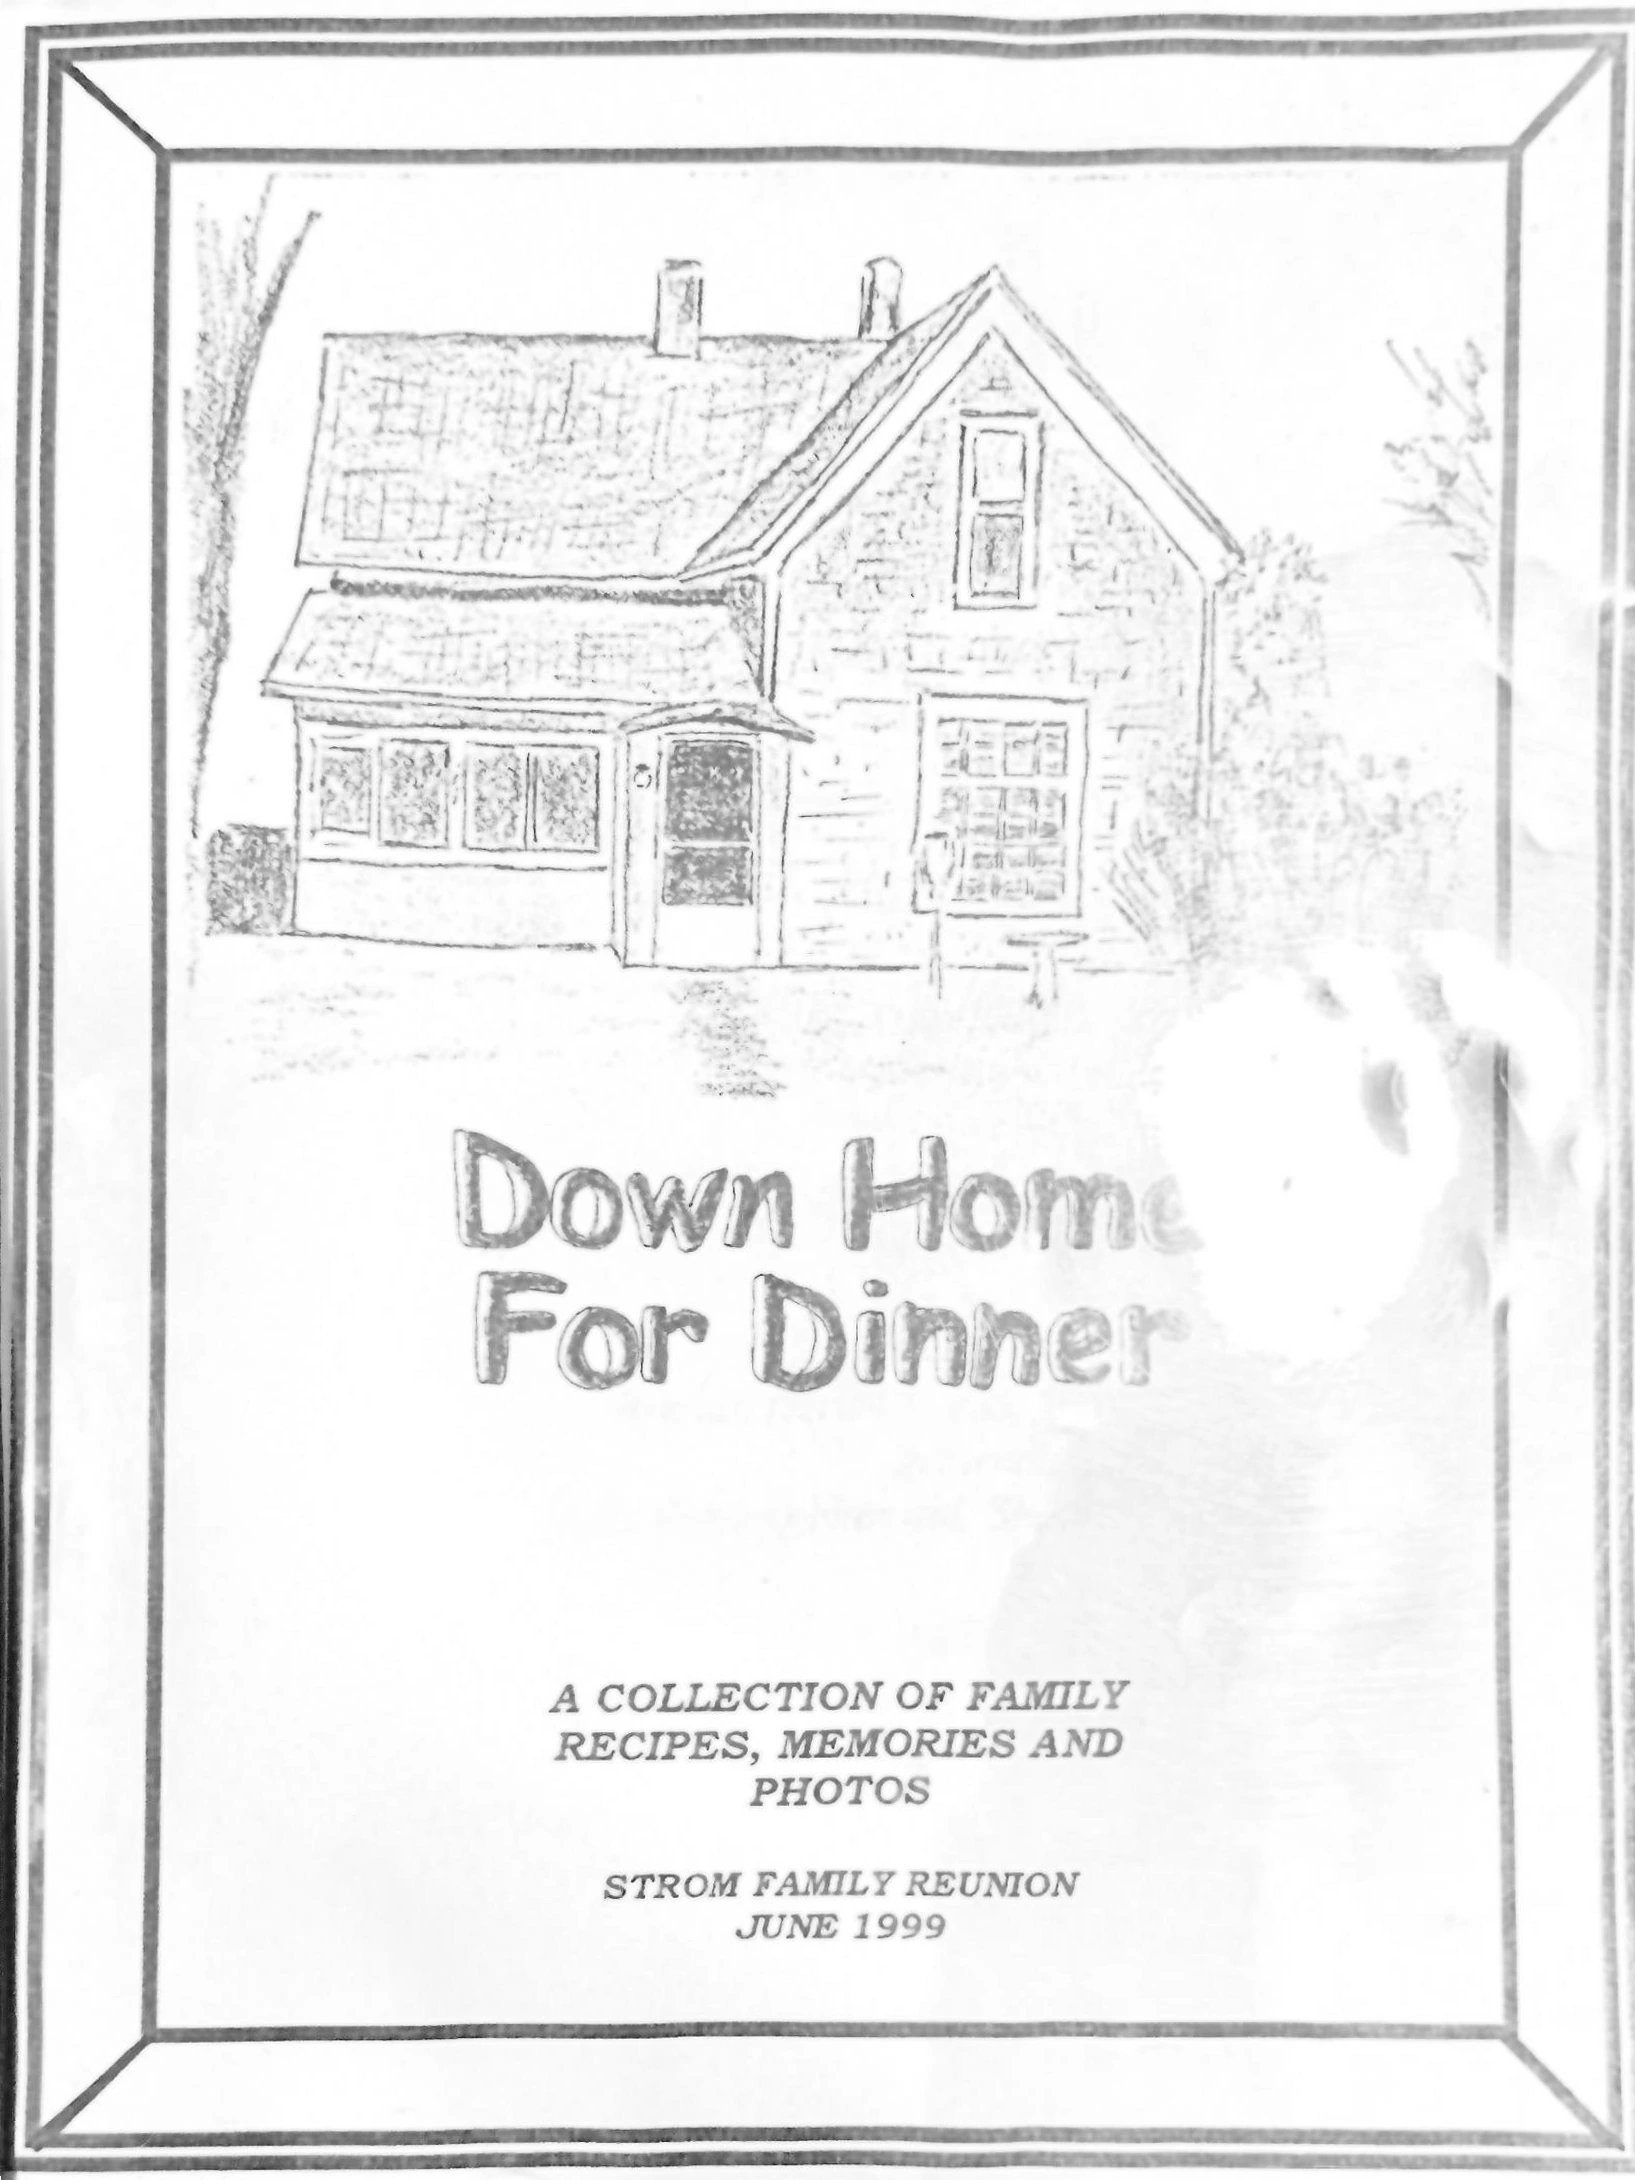 Down Home
For Dinner
A COLLECTION OF FAMILY
RECIPES, MEMORIES AND
PHOTOS
STROM FAMILY REUNION
JUNE 1999